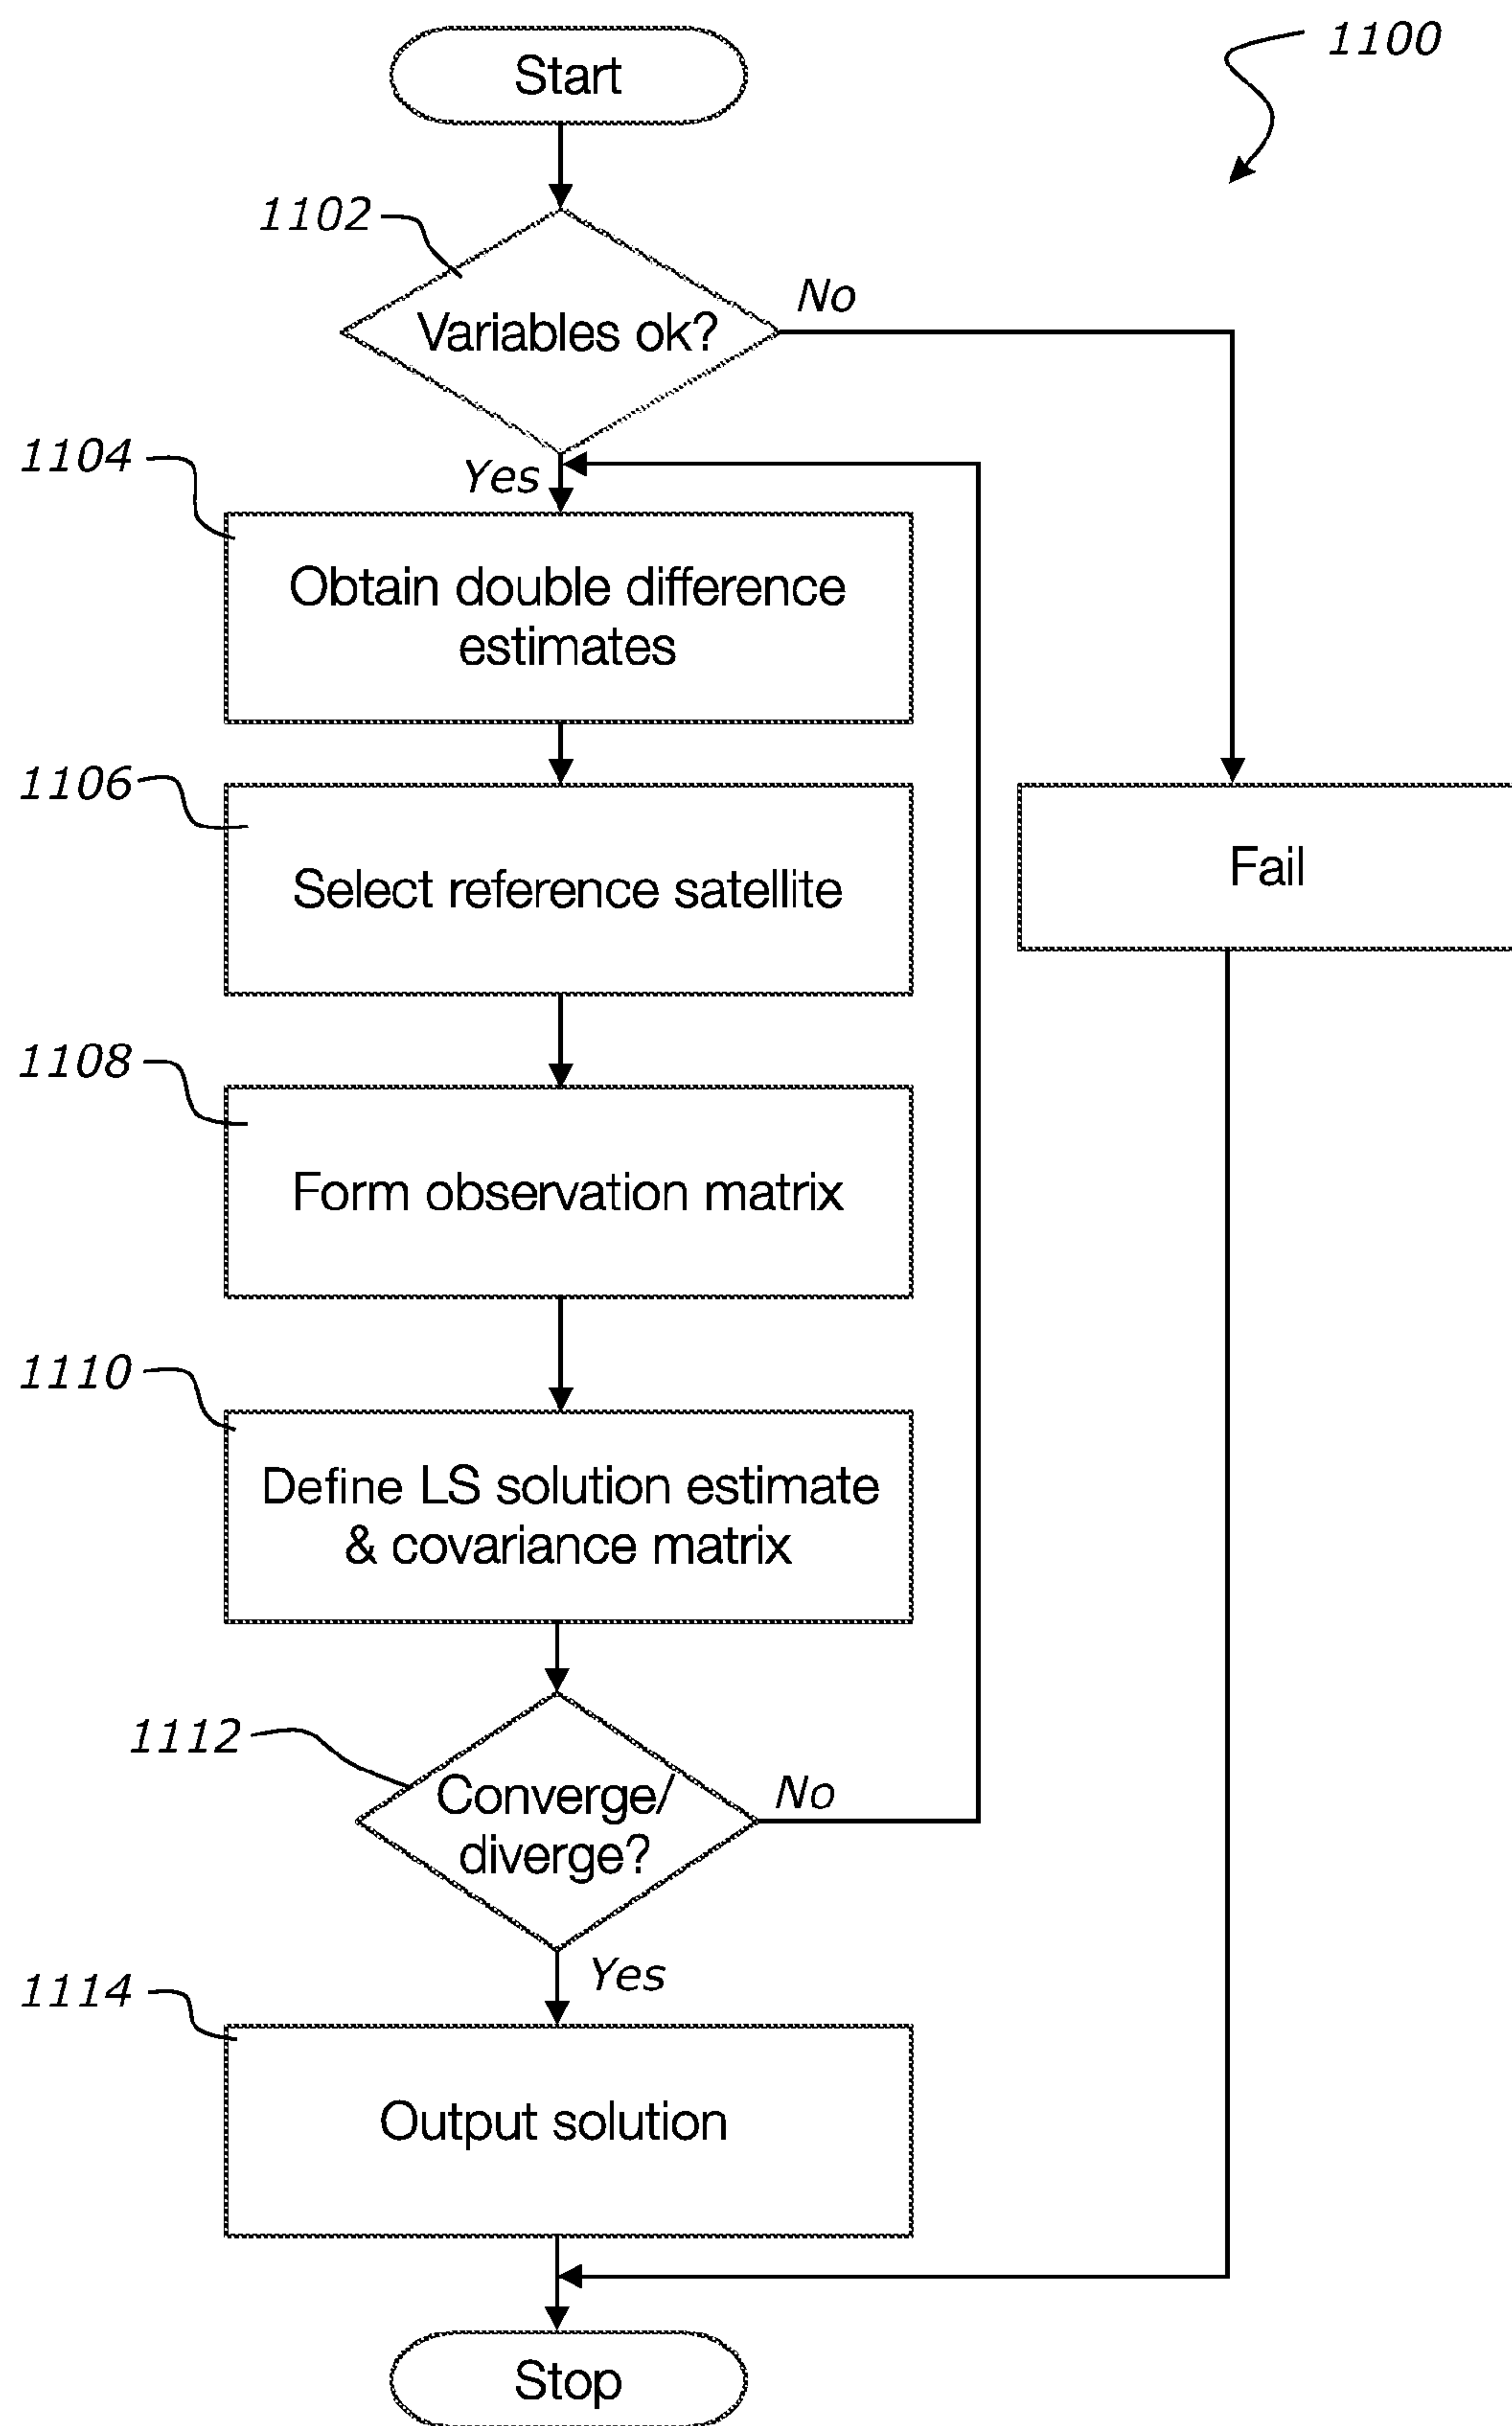 Start
1100
1102
Variables ok?
No
1104
Yes
Obtain double difference
estimates
1106
Select reference satellite
Fail
1108
Form observation matrix
1110
Define LS solution estimate
& covariance matrix
1112
Converge/
diverge?
No
Yes
1114
Output solution
Stop